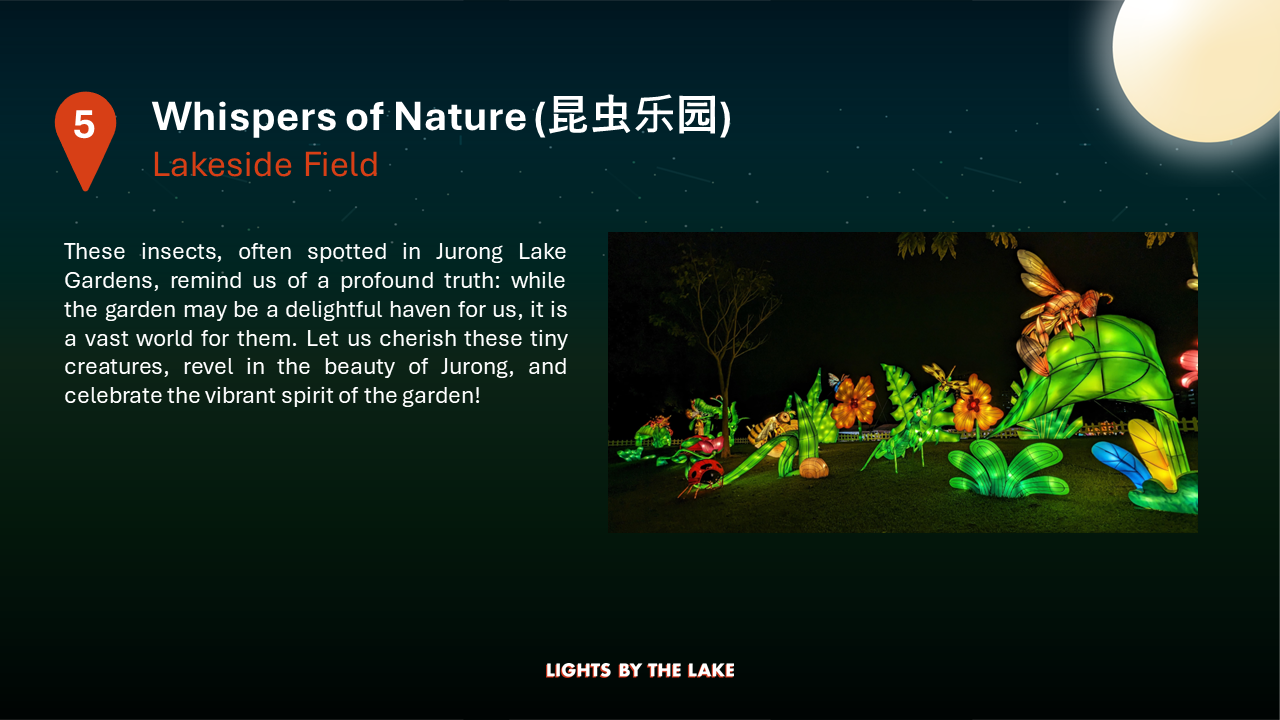 5
Whispers of Nature (昆虫乐园)
Lakeside Field
These insects, often spotted in Jurong Lake
Gardens, remind us of a profound truth: while
the garden may be a delightful haven for us, it is
a vast world for them. Let us cherish these tiny
creatures, revel in the beauty of Jurong, and
celebrate the vibrant spirit of the garden!
LIGHTS BY THE LAKE